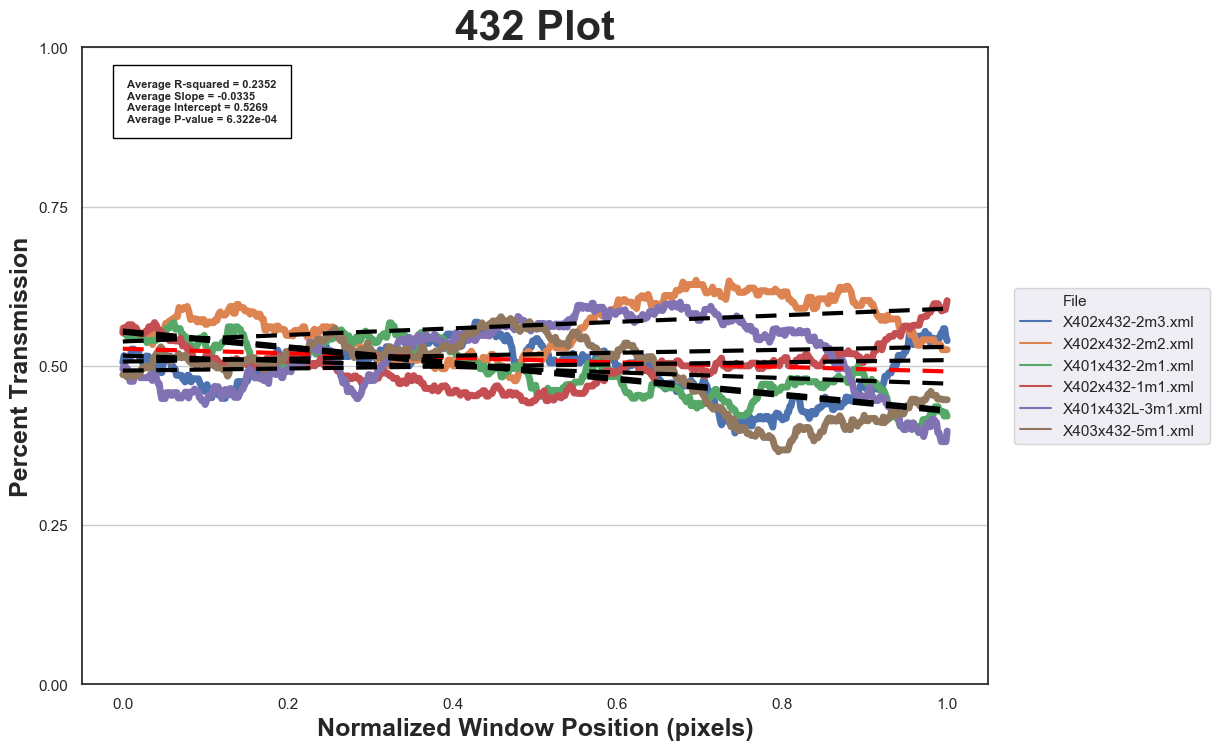 432 Plot
1.00
Average R-squared = 0.2352
Average Slope = -0.0335
Average Intercept = 0.5269
Average P-value = 6.322e-04
0.75
0.50
0.25
0.00
Percent Transmission
0.0 0.2 0.4 0.6 0.8 1.0
Normalized Window Position (pixels)
File
X402x432-2m3.xml
X402x432-2m2.xml
X401x432-2m1.xml
X402x432-1m1.xml
X401x432L-3m1.xml
X403x432-5m1.xml